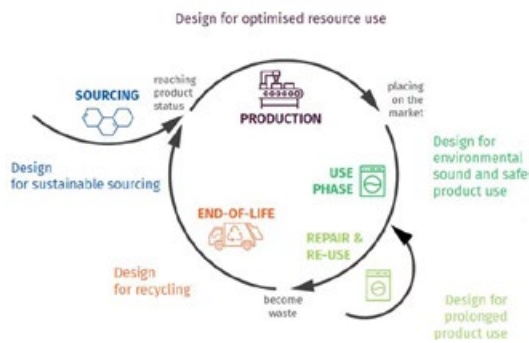 Design for optimised resource use
SOURCING
reaching
product
status
PRODUCTION
placing
on the
market
Design
for sustainable sourcing
USE
PHASE
Design for
environmental
sound and safe
product use
END-OF-LIFE
REPAIR &
RE-USE
Design
for recycling
become
waste
Design for
prolonged
product use